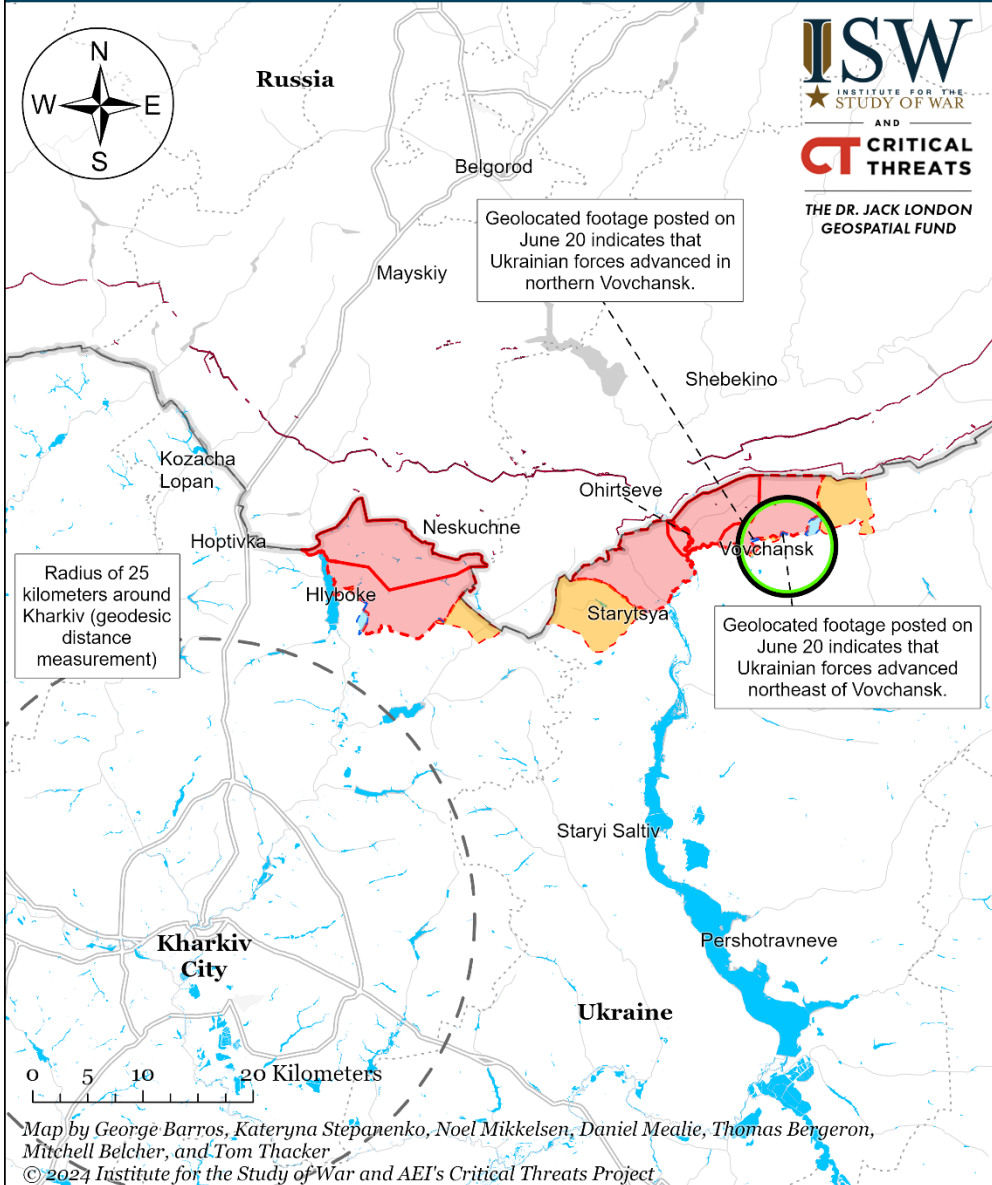 N
W
E
S
Russia
ISW
INSTITUTE FOR THE
STUDY OF WAR
AND
CT CRITICAL
THREATS
THE DR. JACK LONDON
GEOSPATIAL FUND
Belgorod
Geolocated footage posted on
June 20 indicates that
Ukrainian forces advanced in
northern Vovchansk.
Mayskiy
Shebekino
Kozacha
Lopan
Ohirtseve
Neskuchne
Hoptivka
Vovchansk
Radius of 25
kilometers around
Kharkiv (geodesic
distance
measurement)
Hlyboke
Starytsya
Geolocated footage posted on
June 20 indicates that
Ukrainian forces advanced
northeast of Vovchansk.
Staryi Saltiv
Pershotravneve
Kharkiv
City
Ukraine
0 5 10 20 Kilometers
Map by George Barros, Kateryna Stepanenko, Noel Mikkelsen, Daniel Mealie, Thomas Bergeron,
Mitchell Belcher, and Tom Thacker
© 2024 Institute for the Study of War and AEI's Critical Threats Project